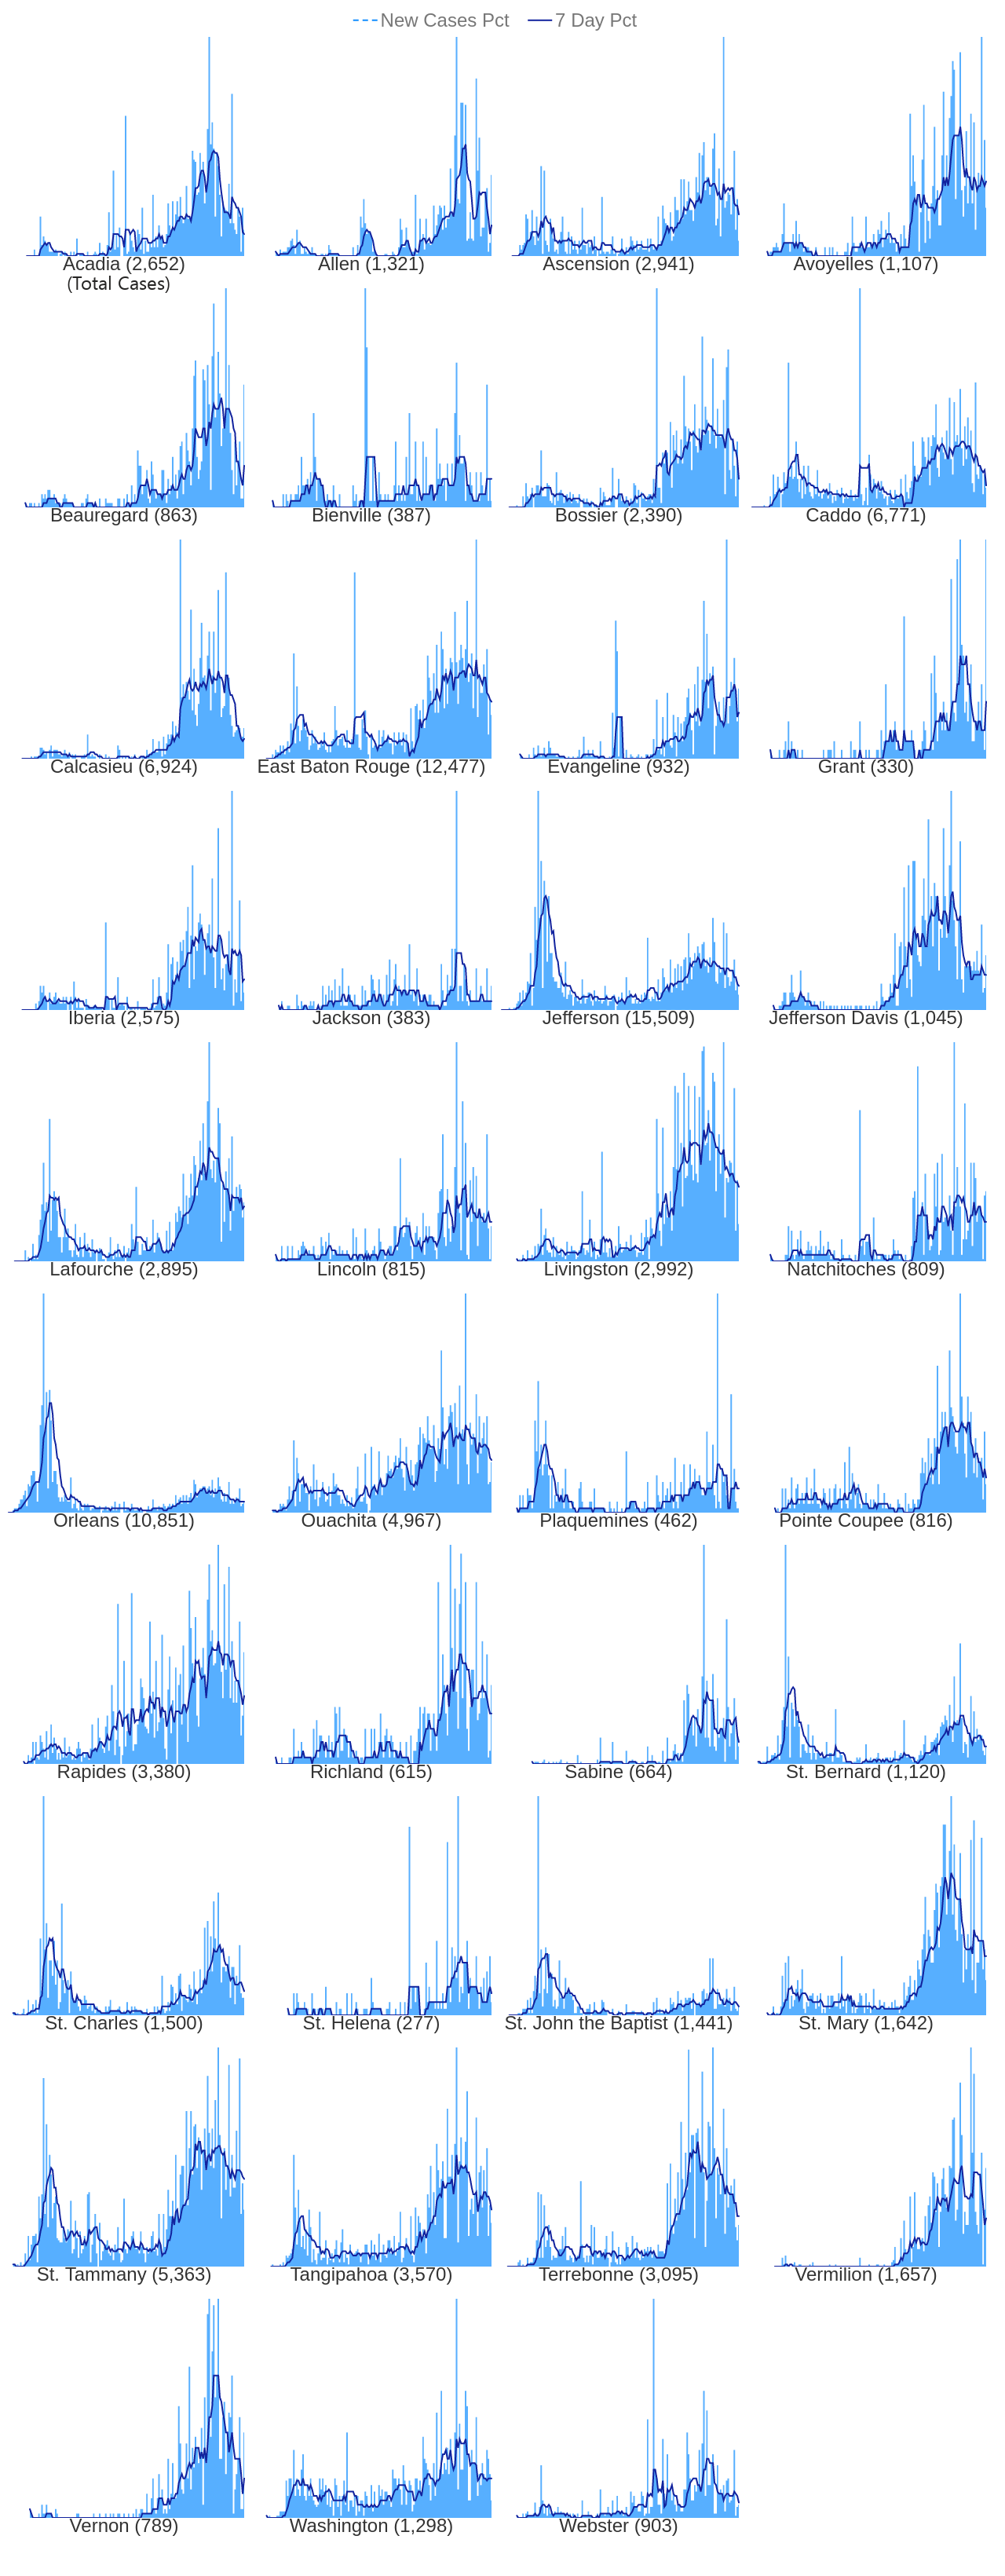 New Cases Pct 7 Day Pct
Acadia (2,652) Allen (1,321) Ascension (2,941) Avoyelles (1,107)
(Total Cases)
Beauregard (863) Bienville (387) Bossier (2,390) Caddo (6,771)
Calcasieu (6,924) East Baton Rouge (12,477) Evangeline (932) Grant (330)
Iberia (2,575) Jackson (383) Jefferson (15,509) Jefferson Davis (1,045)
Lafourche (2,895) Lincoln (815) Livingston (2,992) Natchitoches (809)
Orleans (10,851) Ouachita (4,967) Plaquemines (462) Pointe Coupee (816)
Rapides (3,380) Richland (615) Sabine (664) St. Bernard (1,120)
St. Charles (1,500) St. Helena (277) St. John the Baptist (1,441) St. Mary (1,642)
St. Tammany (5,363) Tangipahoa (3,570) Terrebonne (3,095) Vermilion (1,657)
Vernon (789) Washington (1,298) Webster (903)